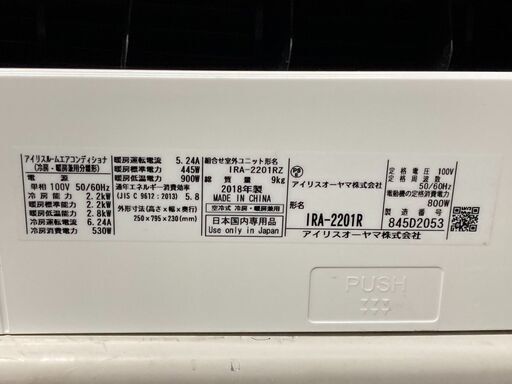 アイリスルームエアコンディショナ
(冷房・暖房兼用分離形)
電源
単相 100V 50/60Hz
冷房能力 2.2kW
暖房標準能力 2.2kW
暖房低温能力 2.8kW
冷房運転電流 6.24A
冷房消費電力 530W
暖房運転電流 5.24A
暖房標準電力 445W
暖房低温電力 900W
通年エネルギー消費効率
(JIS C 9612:2013) 5.8
外形寸法(高さ×幅×奥行)
250×795×230(mm)
組合せ室外ユニット形名
IRA-2201RZ
総質量 9kg
2018年製
MADE IN CHINA
空冷式 冷房・暖房兼用
日本国内専用品
Use only in Japan
PSE
アイリスオーヤマ株式会社
形名
IRA-2201R
定格電圧 100V
定格周波数
50/60Hz
電動機の定格消費電力
800W
製造番号
845D2053
アイリスオーヤマ株式会社
PUSH